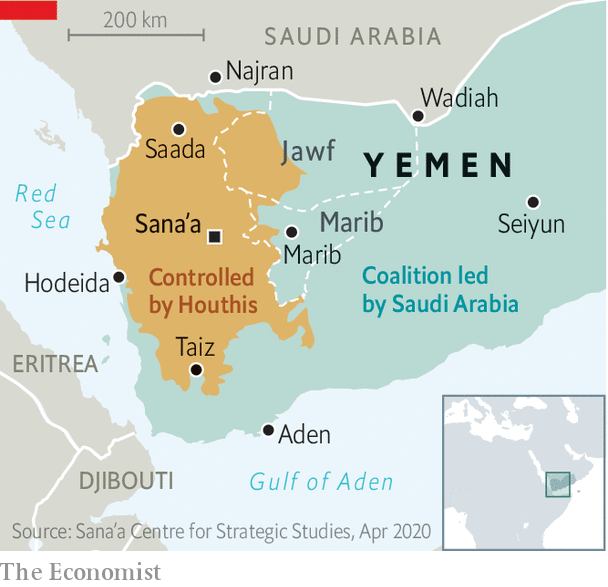 200 km
SAUDI ARABIA
Najran
Wadiah
Saada
Jawf
YEMEN
Red
Sea
Sana’a
Marib
Seiyun
Marib
Hodeida
Controlled
by Houthis
Coalition led
by Saudi Arabia
Taiz
ERITREA
Aden
DJIBOUTI
Gulf of Aden
Source: Sana’a Centre for Strategic Studies, Apr 2020
The Economist